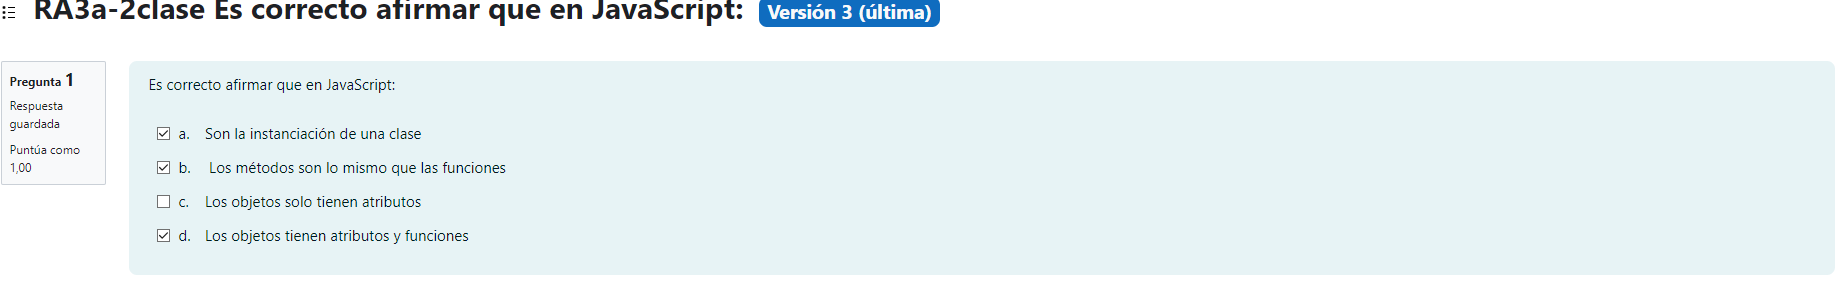 RA3a-2clase Es correcto afirmar que en JavaScript: Versión 3 (última)
Pregunta 1
Respuesta
guardada
Puntúa como
1,00
Es correcto afirmar que en JavaScript:
a. Son la instanciación de una clase
b. Los métodos son lo mismo que las funciones
c. Los objetos solo tienen atributos
d. Los objetos tienen atributos y funciones